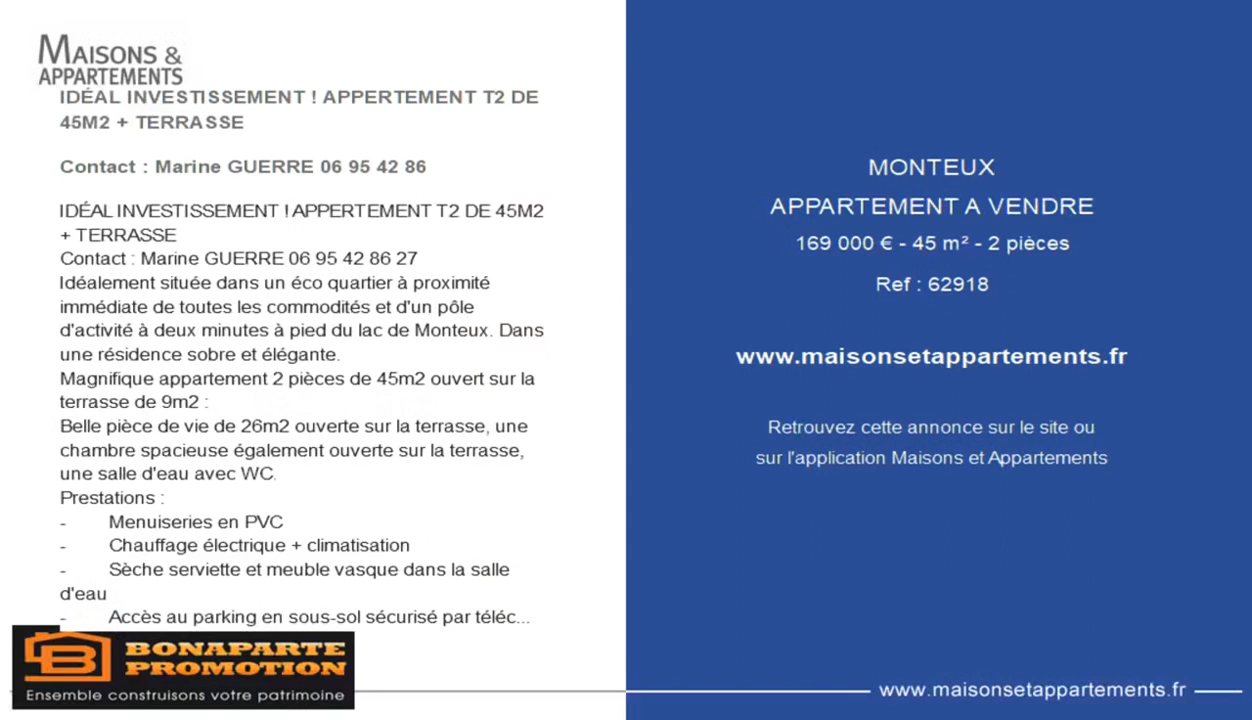 MAISONS &
APPARTEMENTS
IDÉAL INVESTISSEMENT ! APPERTEMENT T2 DE
45M2 + TERRASSE
Contact : Marine GUERRE 06 95 42 86
IDÉAL INVESTISSEMENT ! APPERTEMENT T2 DE 45M2
+ TERRASSE
Contact : Marine GUERRE 06 95 42 86 27
Idéalement située dans un éco quartier à proximité
immédiate de toutes les commodités et d'un pôle
d'activité à deux minutes à pied du lac de Monteux. Dans
une résidence sobre et élégante.
Magnifique appartement 2 pièces de 45m2 ouvert sur la
terrasse de 9m2 :
Belle pièce de vie de 26m2 ouverte sur la terrasse, une
chambre spacieuse également ouverte sur la terrasse,
une salle d'eau avec WC.
Prestations :
- Menuiseries en PVC
- Chauffage électrique + climatisation
- Sèche serviette et meuble vasque dans la salle
d'eau
- Accès au parking en sous-sol sécurisé par téléc...
BONAPARTE
PROMOTION
Ensemble construisons votre patrimoine
MONTEUX
APPARTEMENT A VENDRE
169 000 € - 45 m² - 2 pièces
Ref : 62918
www.maisonsetappartements.fr
Retrouvez cette annonce sur le site ou
sur l'application Maisons et Appartements
www.maisonsetappartements.fr